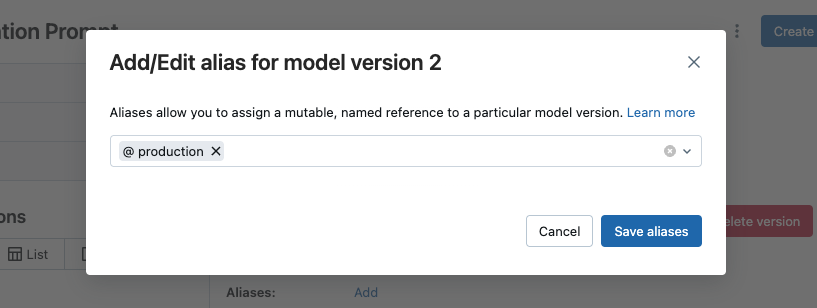 ation Prompt
Create
Add/Edit alias for model version 2
Aliases allow you to assign a mutable, named reference to a particular model version. Learn more
@ production
ons
Cancel
Save aliases
elete version
List
Aliases:
Add